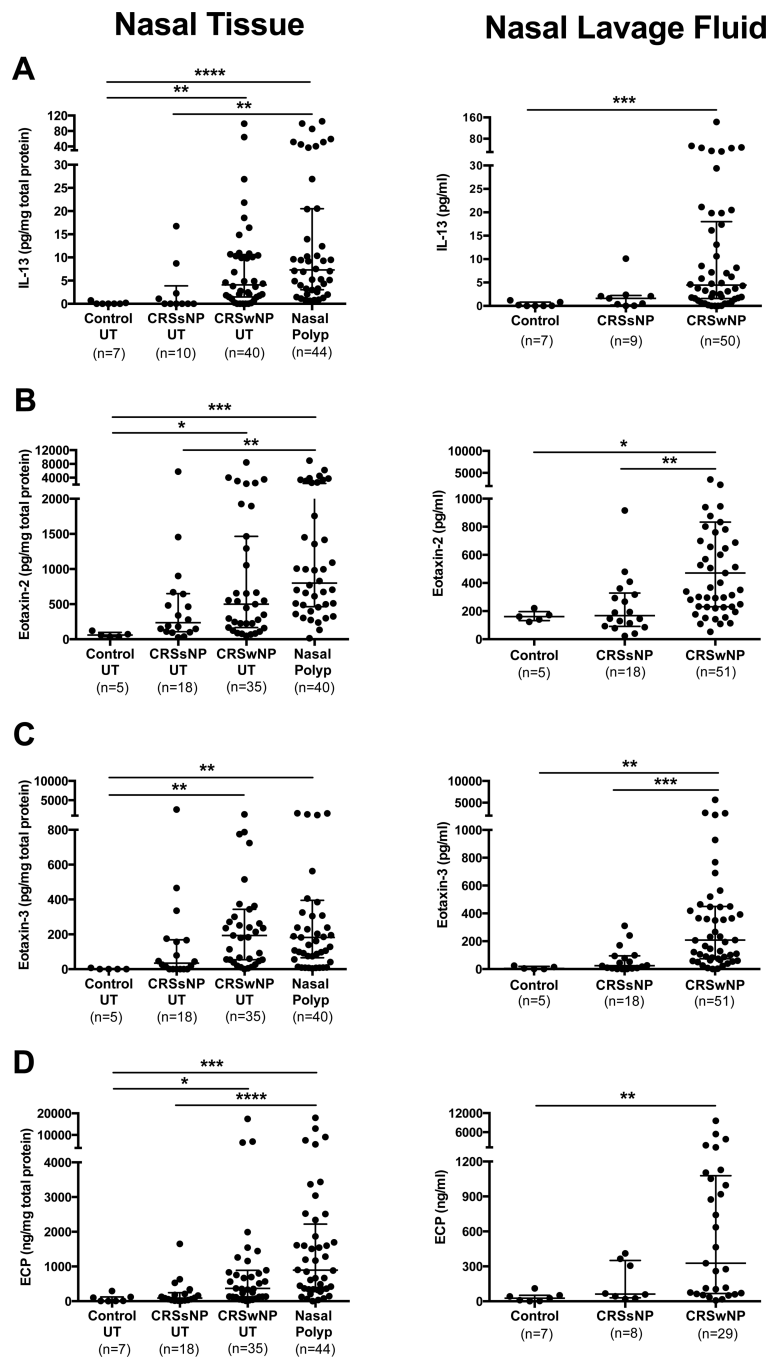 Nasal Tissue
Nasal Lavage Fluid
A
IL-13 (pg/mg total protein)
120
80
40
30
25
20
15
10
5
0
****
**
**
Control UT (n=7)
CRSsNP UT (n=10)
CRSwNP UT (n=40)
Nasal Polyp (n=44)
IL-13 (pg/ml)
160
80
30
25
20
15
10
5
0
***
Control (n=7)
CRSsNP (n=9)
CRSwNP (n=50)
B
Eotaxin-2 (pg/mg total protein)
12000
8000
4000
2000
1500
1000
500
0
***
*
**
Control UT (n=5)
CRSsNP UT (n=18)
CRSwNP UT (n=35)
Nasal Polyp (n=40)
Eotaxin-2 (pg/ml)
10000
5000
1000
800
600
400
200
0
*
**
Control (n=5)
CRSsNP (n=18)
CRSwNP (n=51)
C
Eotaxin-3 (pg/mg total protein)
10000
5000
800
600
400
200
0
**
**
Control UT (n=5)
CRSsNP UT (n=18)
CRSwNP UT (n=35)
Nasal Polyp (n=40)
Eotaxin-3 (pg/ml)
10000
5000
1000
800
600
400
200
0
**
***
Control (n=5)
CRSsNP (n=18)
CRSwNP (n=51)
D
ECP (ng/mg total protein)
20000
10000
4000
3000
2000
1000
0
***
*
****
Control UT (n=7)
CRSsNP UT (n=18)
CRSwNP UT (n=35)
Nasal Polyp (n=44)
ECP (ng/ml)
12000
6000
1200
900
600
300
0
**
Control (n=7)
CRSsNP (n=8)
CRSwNP (n=29)